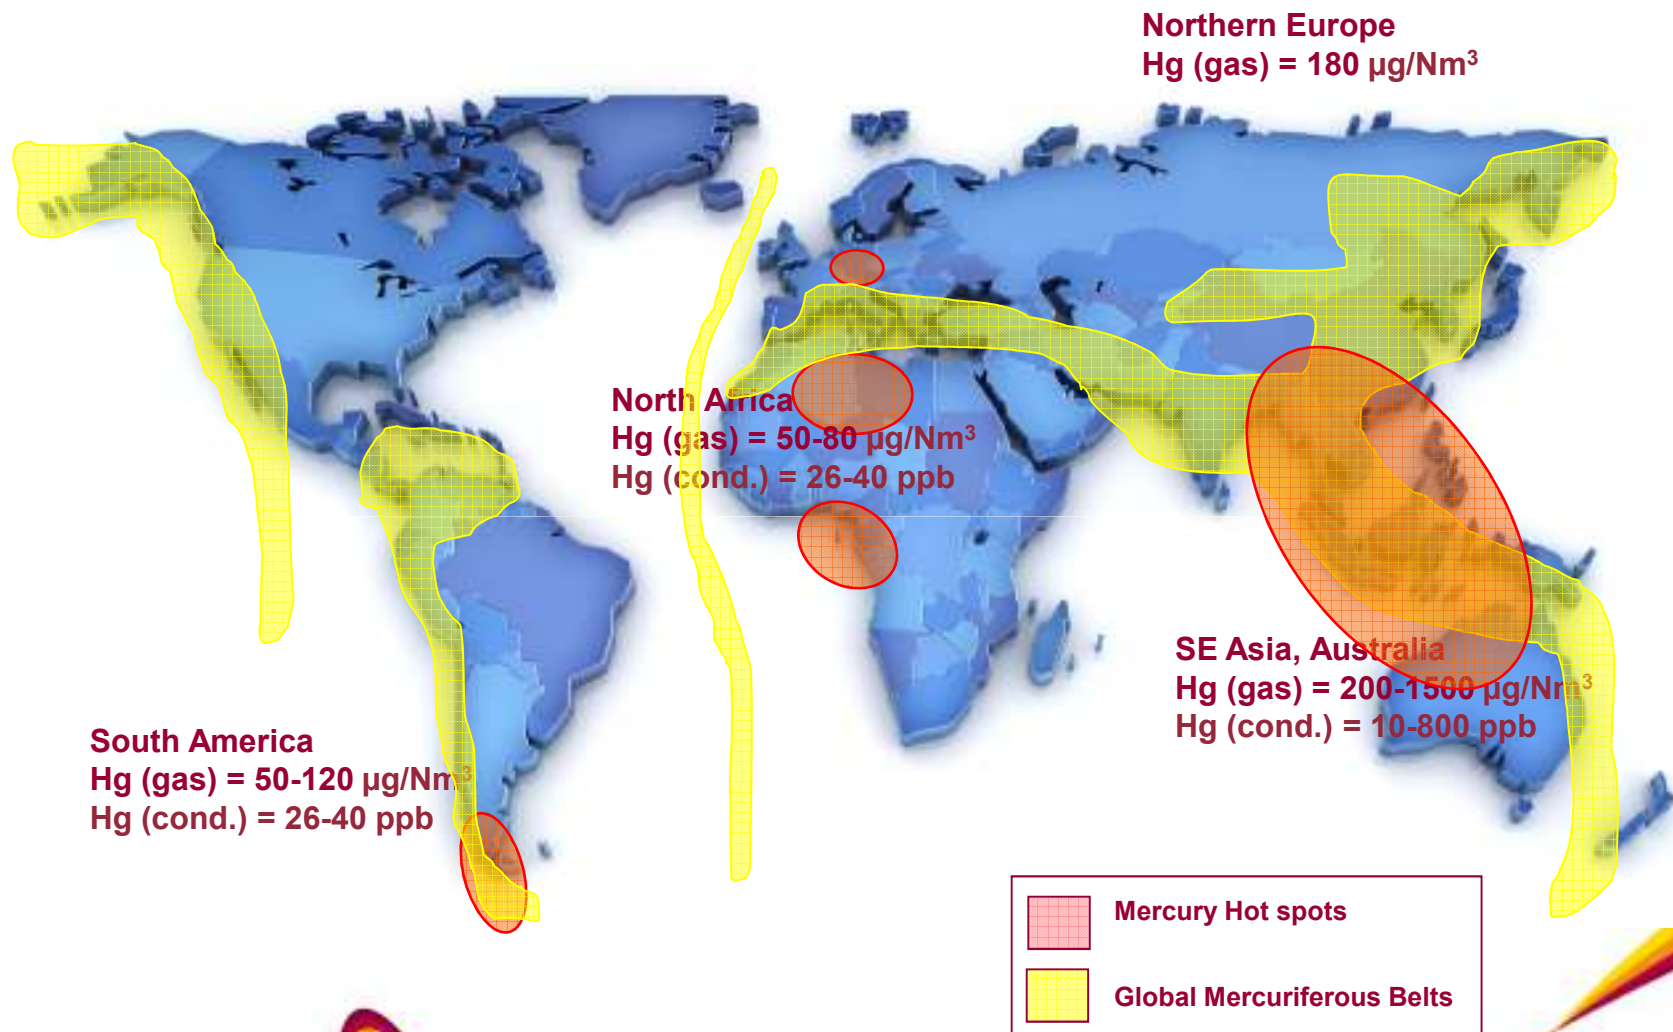 Northern Europe
Hg (gas) = 180 µg/Nm³
North Africa
Hg (gas) = 50-80 µg/Nm³
Hg (cond.) = 26-40 ppb
SE Asia, Australia
Hg (gas) = 200-1500 µg/Nm³
Hg (cond.) = 10-800 ppb
South America
Hg (gas) = 50-120 µg/Nm³
Hg (cond.) = 26-40 ppb
Mercury Hot spots
Global Mercuriferous Belts